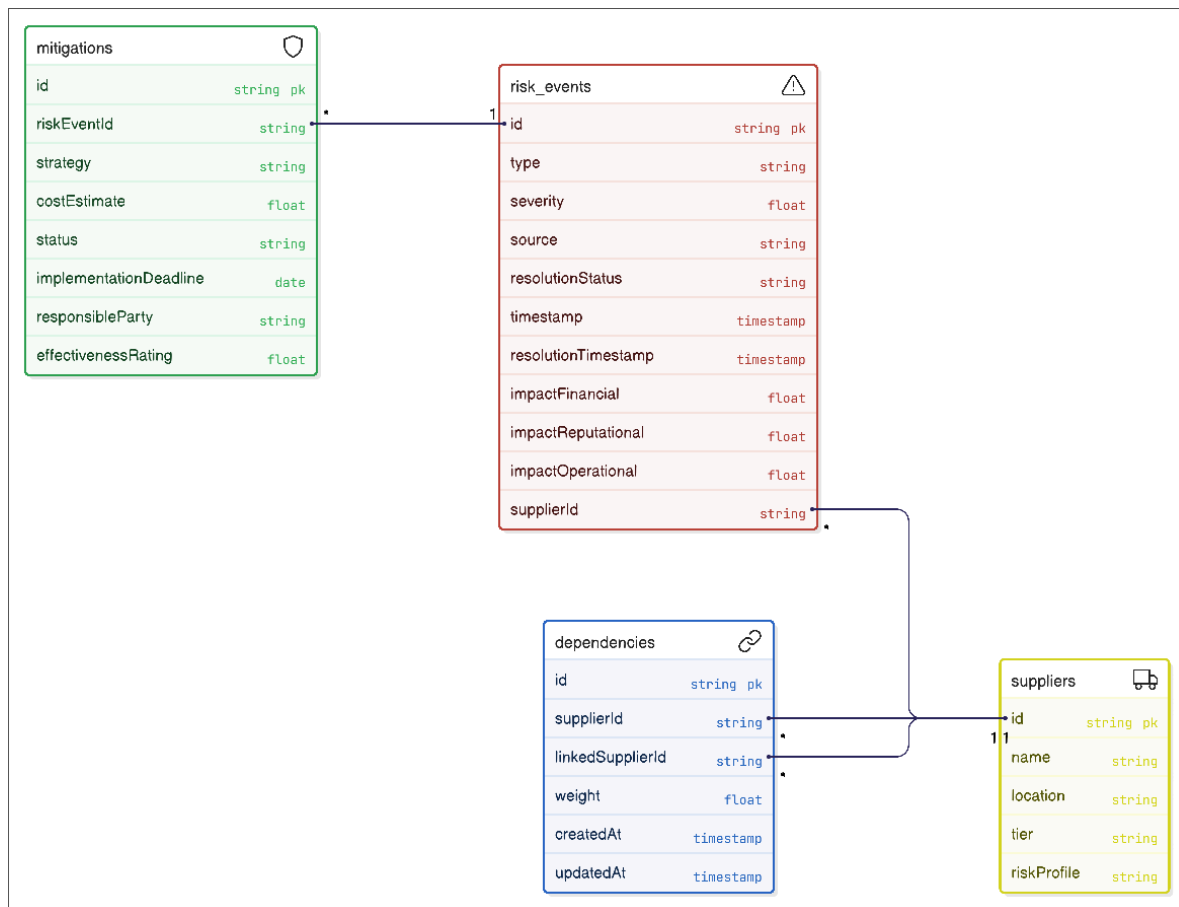 mitigations
id string pk
riskEventId string
strategy string
costEstimate float
status string
implementationDeadline date
responsibleParty string
effectivenessRating float
* 1
risk_events
id string pk
type string
severity float
source string
resolutionStatus string
timestamp timestamp
resolutionTimestamp timestamp
impactFinancial float
impactReputational float
impactOperational float
supplierId string
*
dependencies
id string pk
supplierId string
*
linkedSupplierId string
*
weight float
createdAt timestamp
updatedAt timestamp
suppliers
id string pk
1 1
name string
location string
tier string
riskProfile string